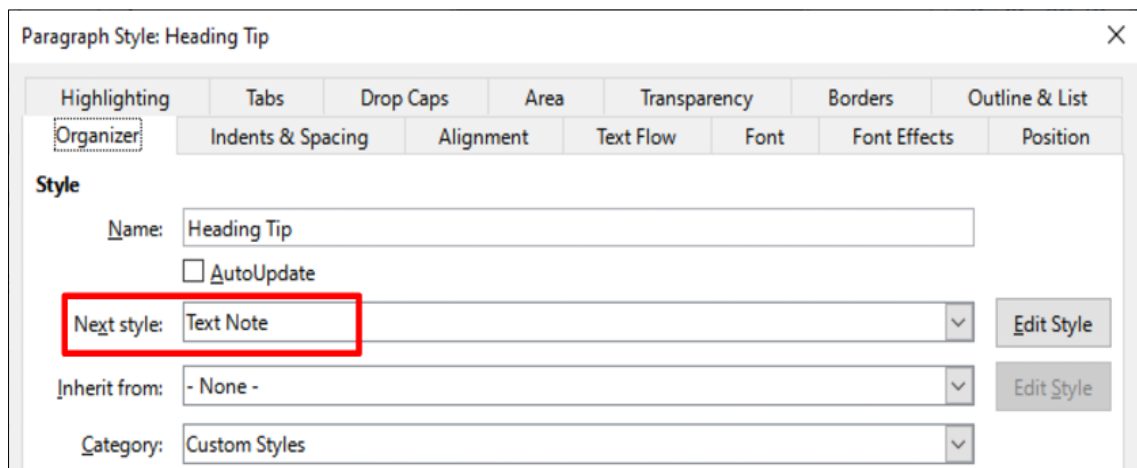 Paragraph Style: Heading Tip
Highlighting Tabs Drop Caps Area Transparency Borders Outline & List
Organizer Indents & Spacing Alignment Text Flow Font Font Effects Position
Style
Name: Heading Tip
AutoUpdate
Next style: Text Note Edit Style
Inherit from: - None - Edit Style
Category: Custom Styles